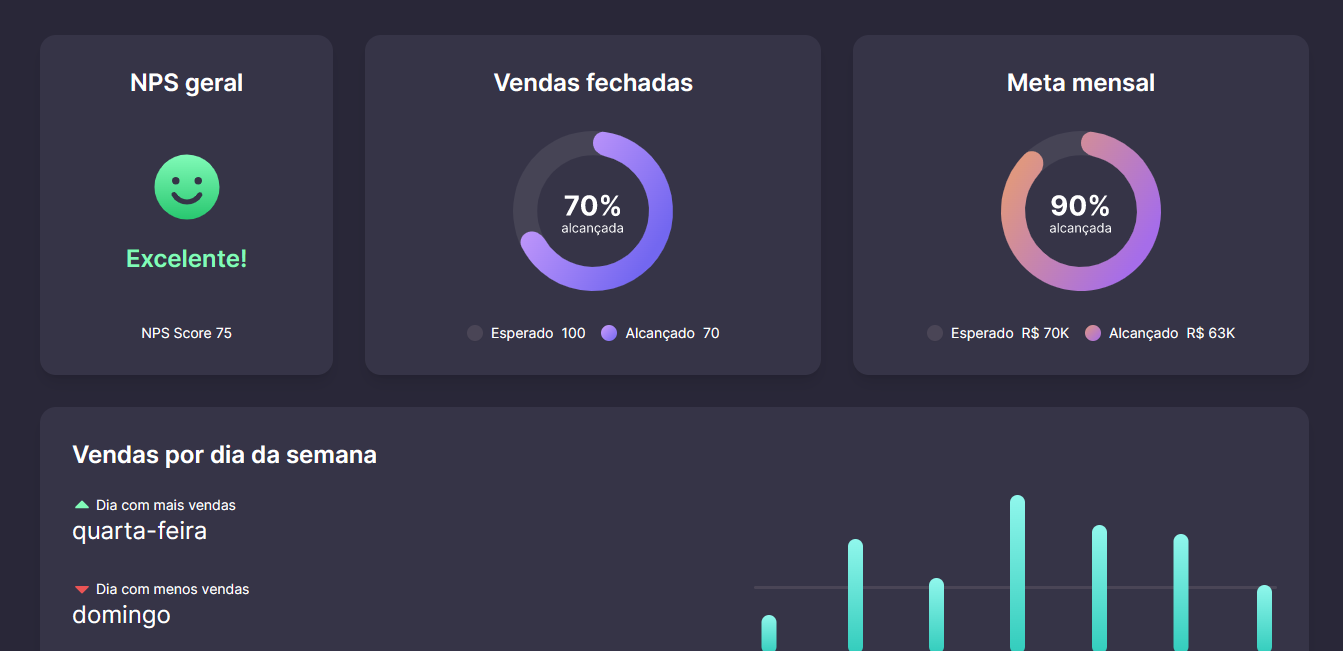 NPS geral
Excelente!
NPS Score 75
Vendas fechadas
70%
alcançada
Esperado 100 Alcançado 70
Meta mensal
90%
alcançada
Esperado R$ 70K Alcançado R$ 63K
Vendas por dia da semana
Dia com mais vendas
quarta-feira
Dia com menos vendas
domingo